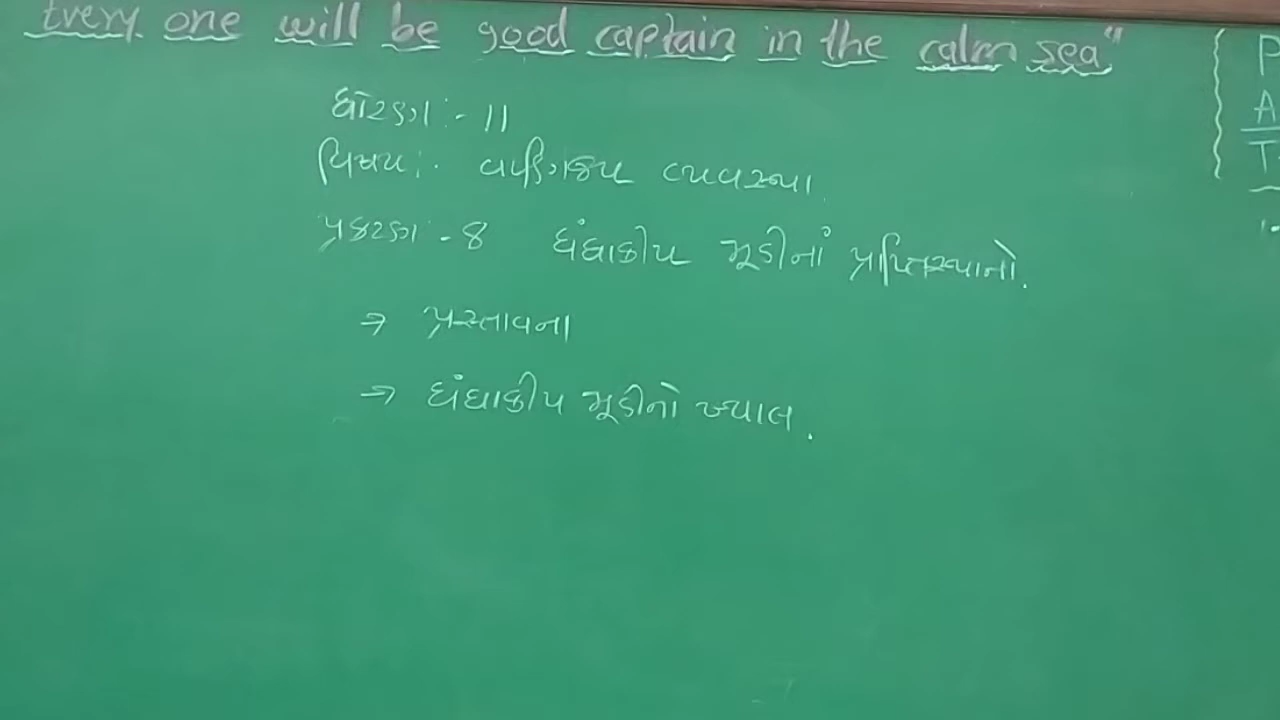 Every one will be good captain in the calm sea"
ધોરણ :- 11
વિષય :- વાણિજ્ય વ્યવસ્થા
પ્રકરણ - 8 ધંધાકીય મૂડીનાં પ્રાપ્તિસ્થાનો.
→ પ્રસ્તાવના
→ ધંધાકીય મૂડીનો ખ્યાલ.
P
A
T